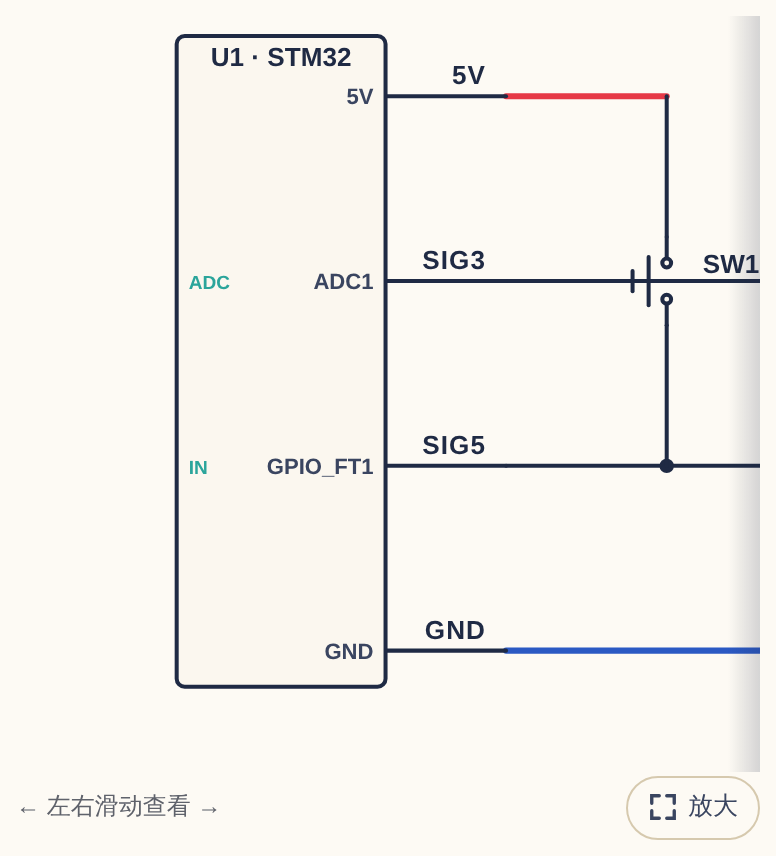 U1 · STM32
5V
5V
SIG3
SW1
ADC
ADC1
SIG5
IN
GPIO_FT1
GND
GND
← 左右滑动查看 →
放大